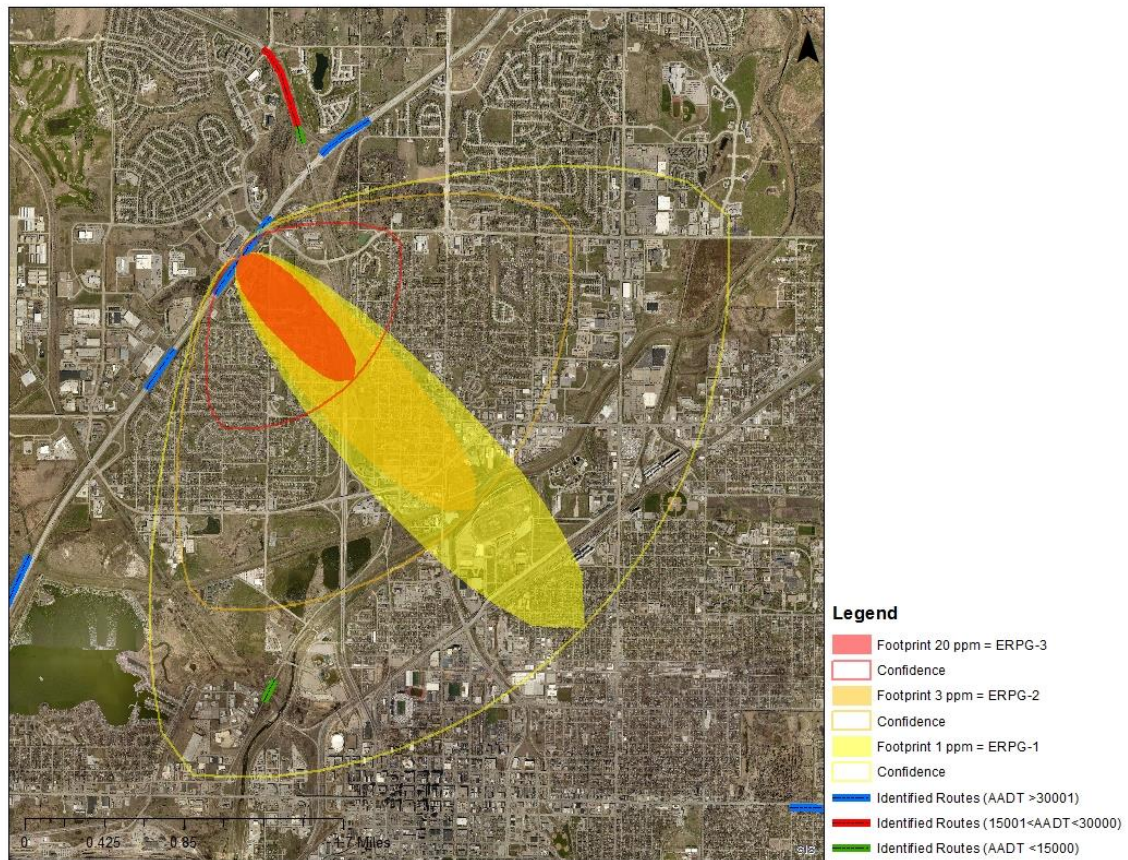 Legend
Footprint 20 ppm = ERPG-3
Confidence
Footprint 3 ppm = ERPG-2
Confidence
Footprint 1 ppm = ERPG-1
Confidence
Identified Routes (AADT >30001)
Identified Routes (15001<AADT<30000)
Identified Routes (AADT <15000)
0 0.425 0.85 1.7 Miles